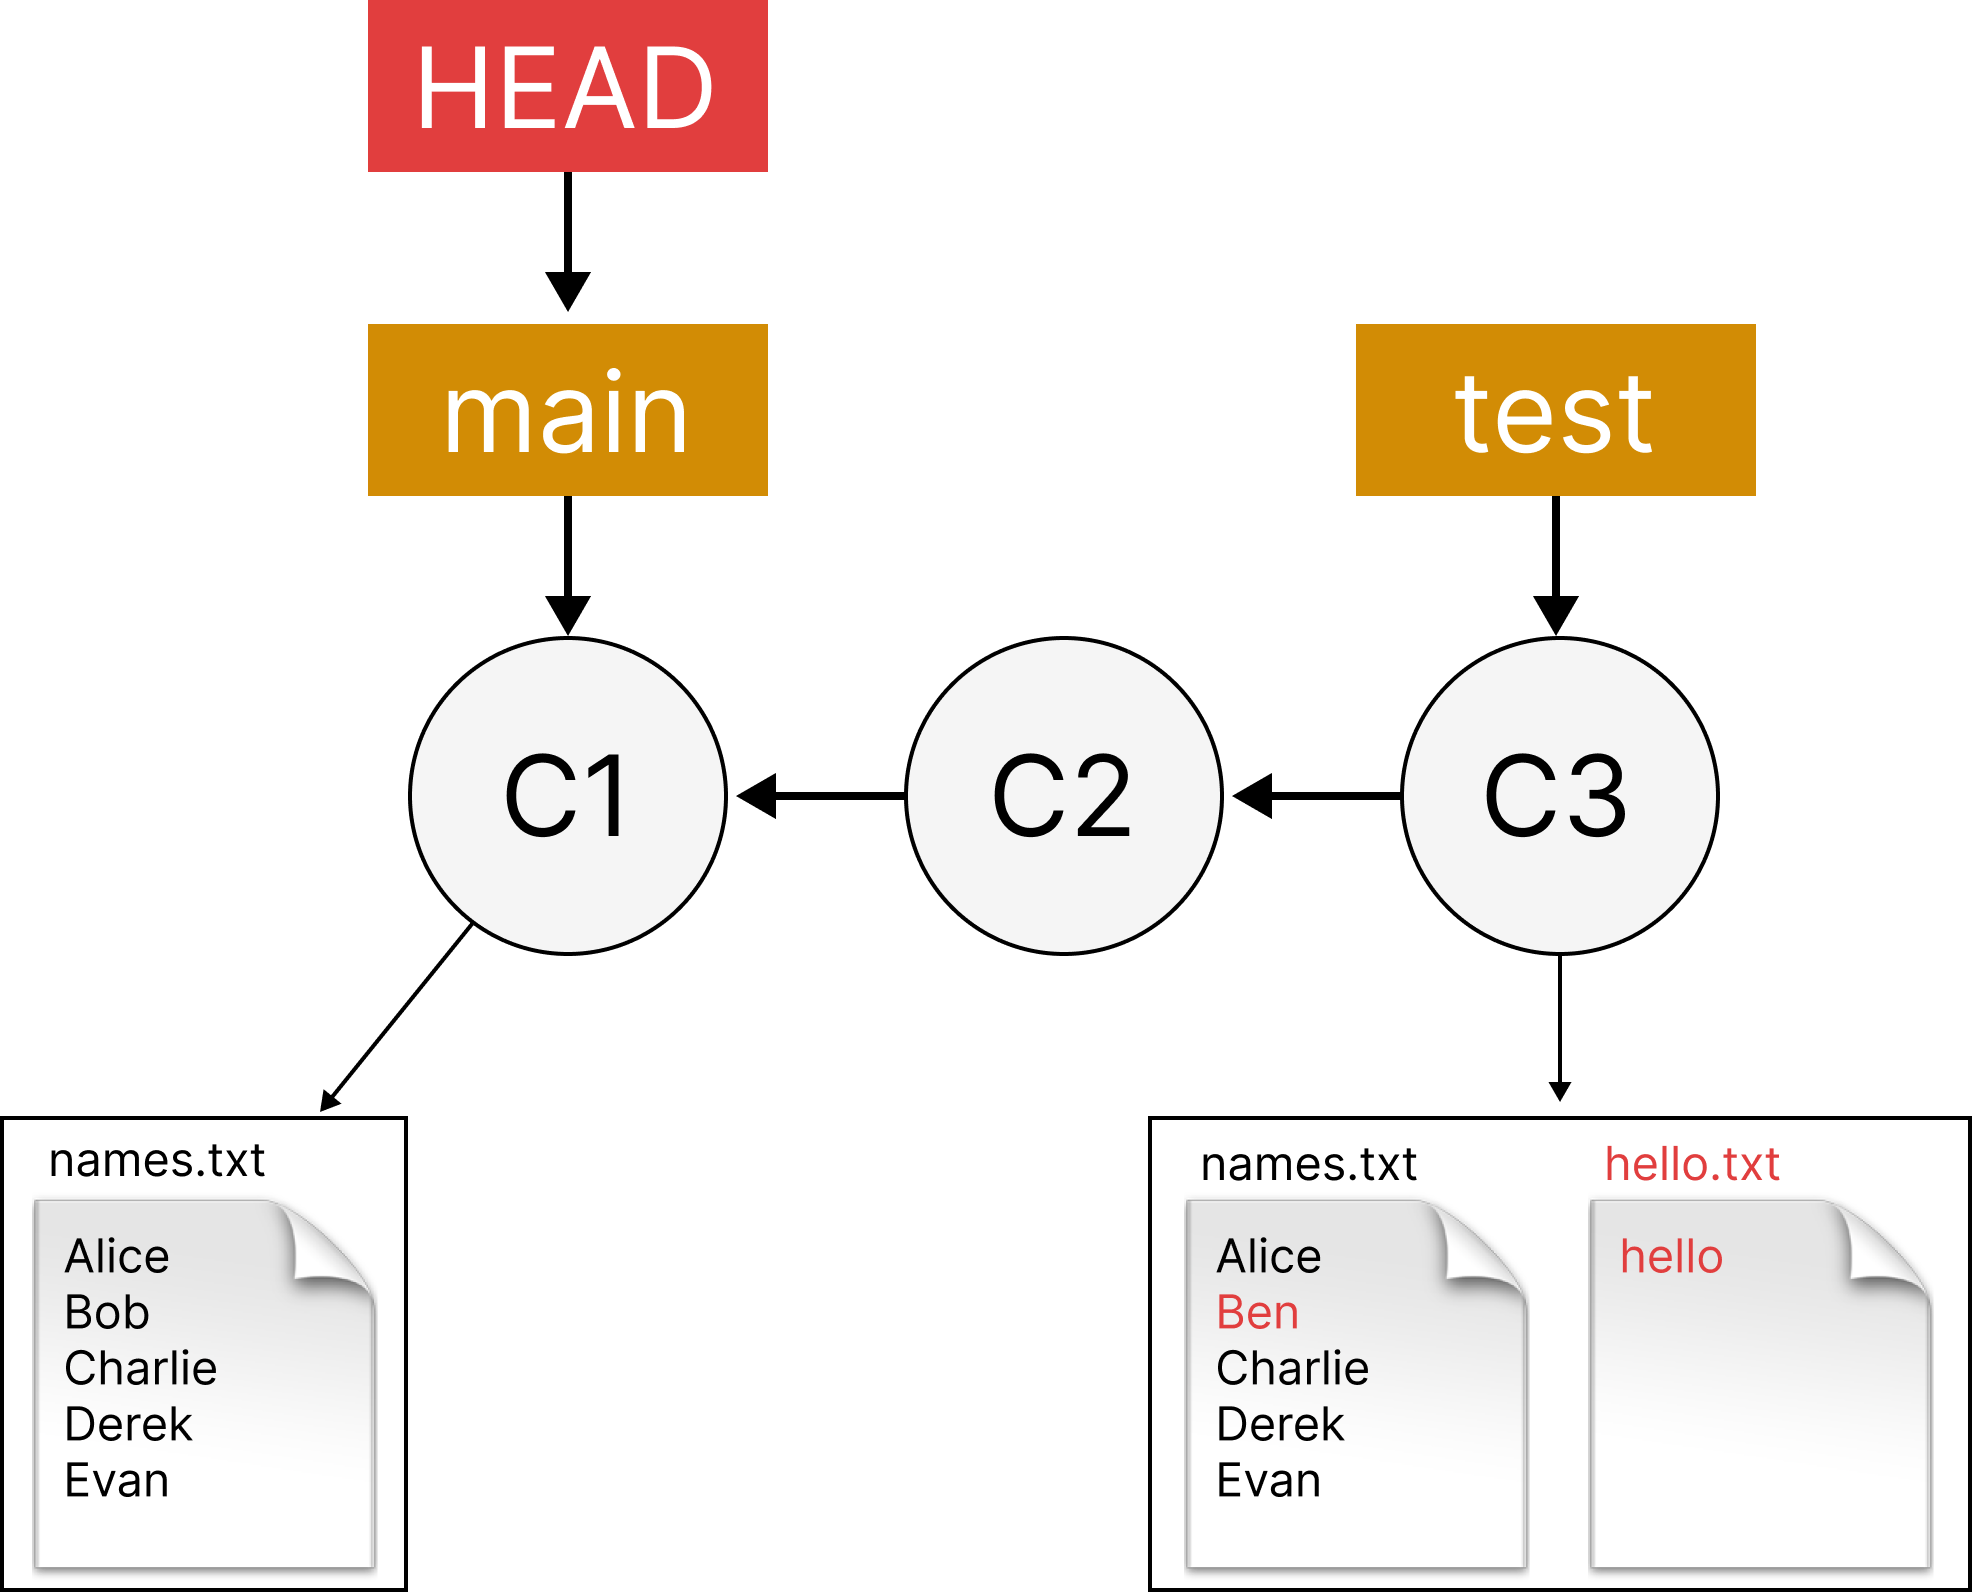 HEAD
main
test
C1
C2
C3
names.txt
Alice
Bob
Charlie
Derek
Evan
names.txt
Alice
Ben
Charlie
Derek
Evan
hello.txt
hello